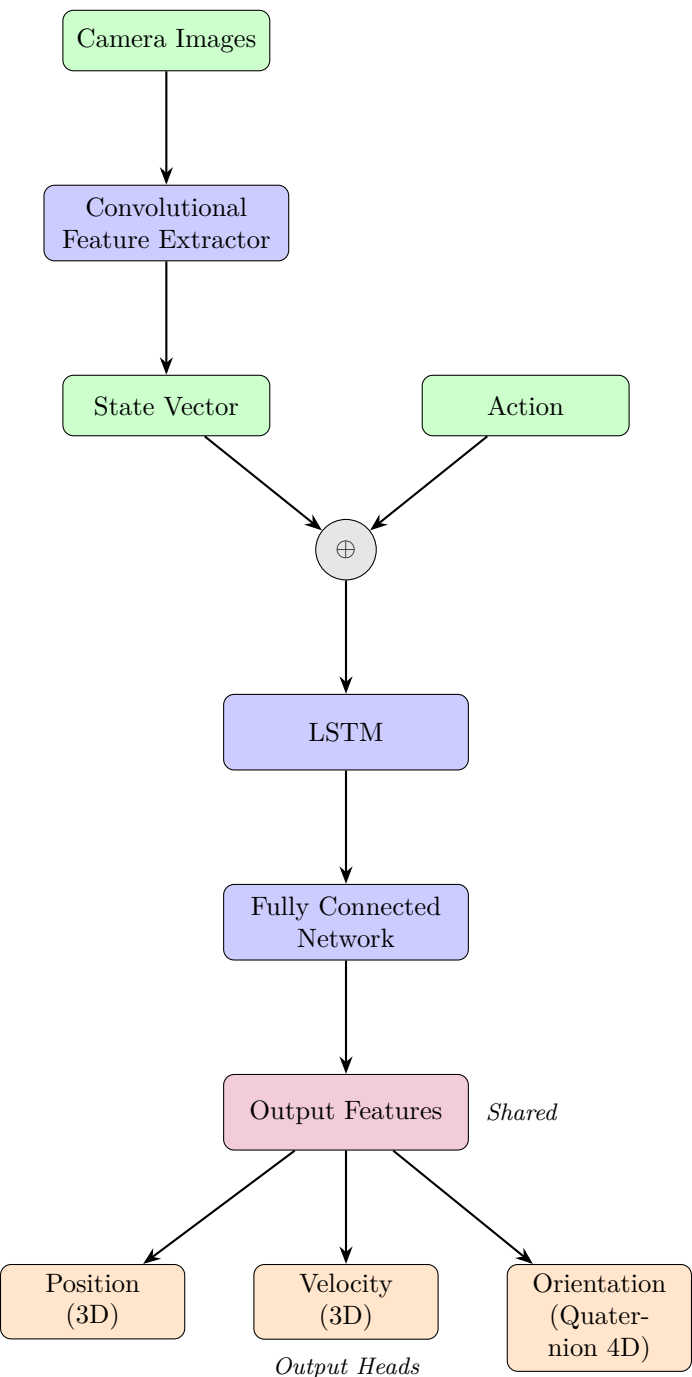 Camera Images
Convolutional
Feature Extractor
State Vector
Action
⊕
LSTM
Fully Connected
Network
Output Features
Shared
Position
(3D)
Velocity
(3D)
Orientation
(Quater-
nion 4D)
Output Heads